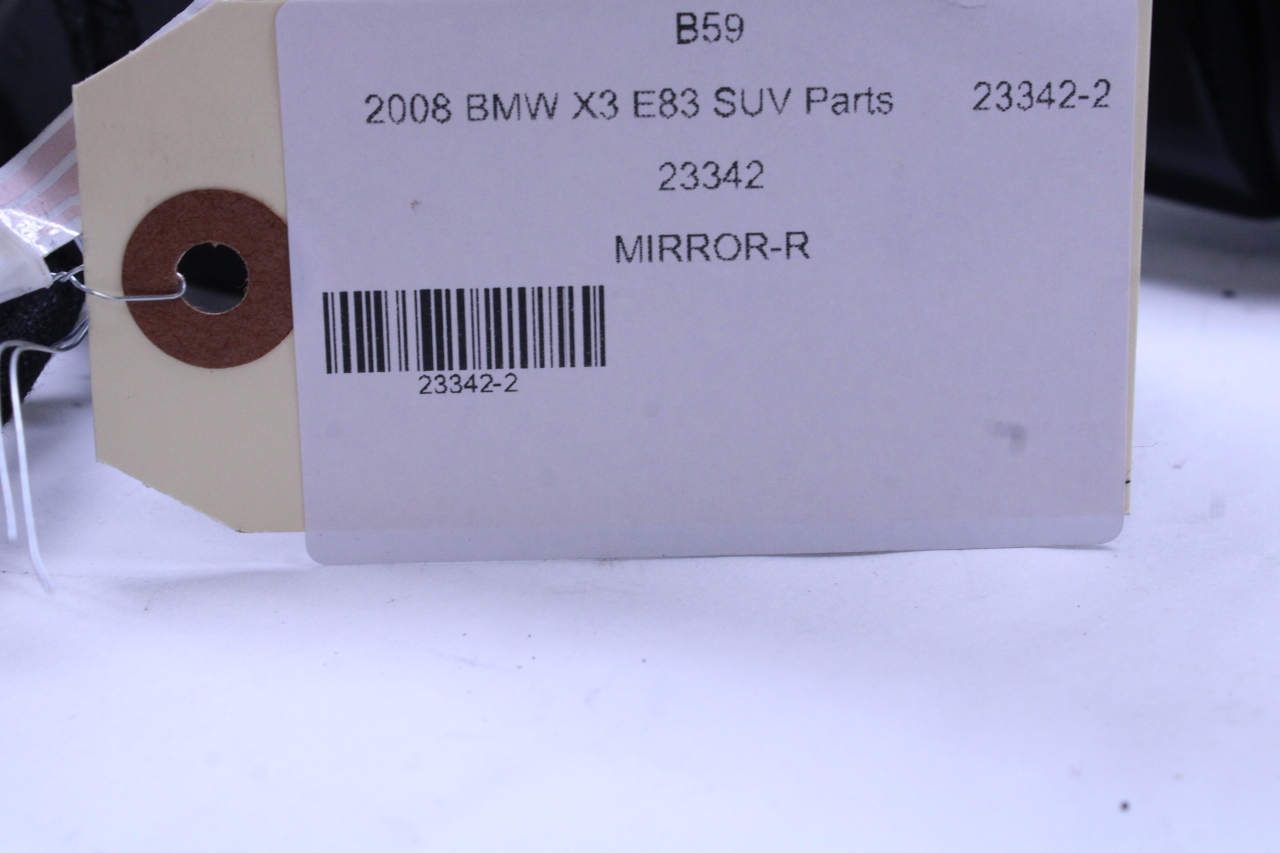 B59
2008 BMW X3 E83 SUV Parts 23342-2
23342
MIRROR-R
23342-2